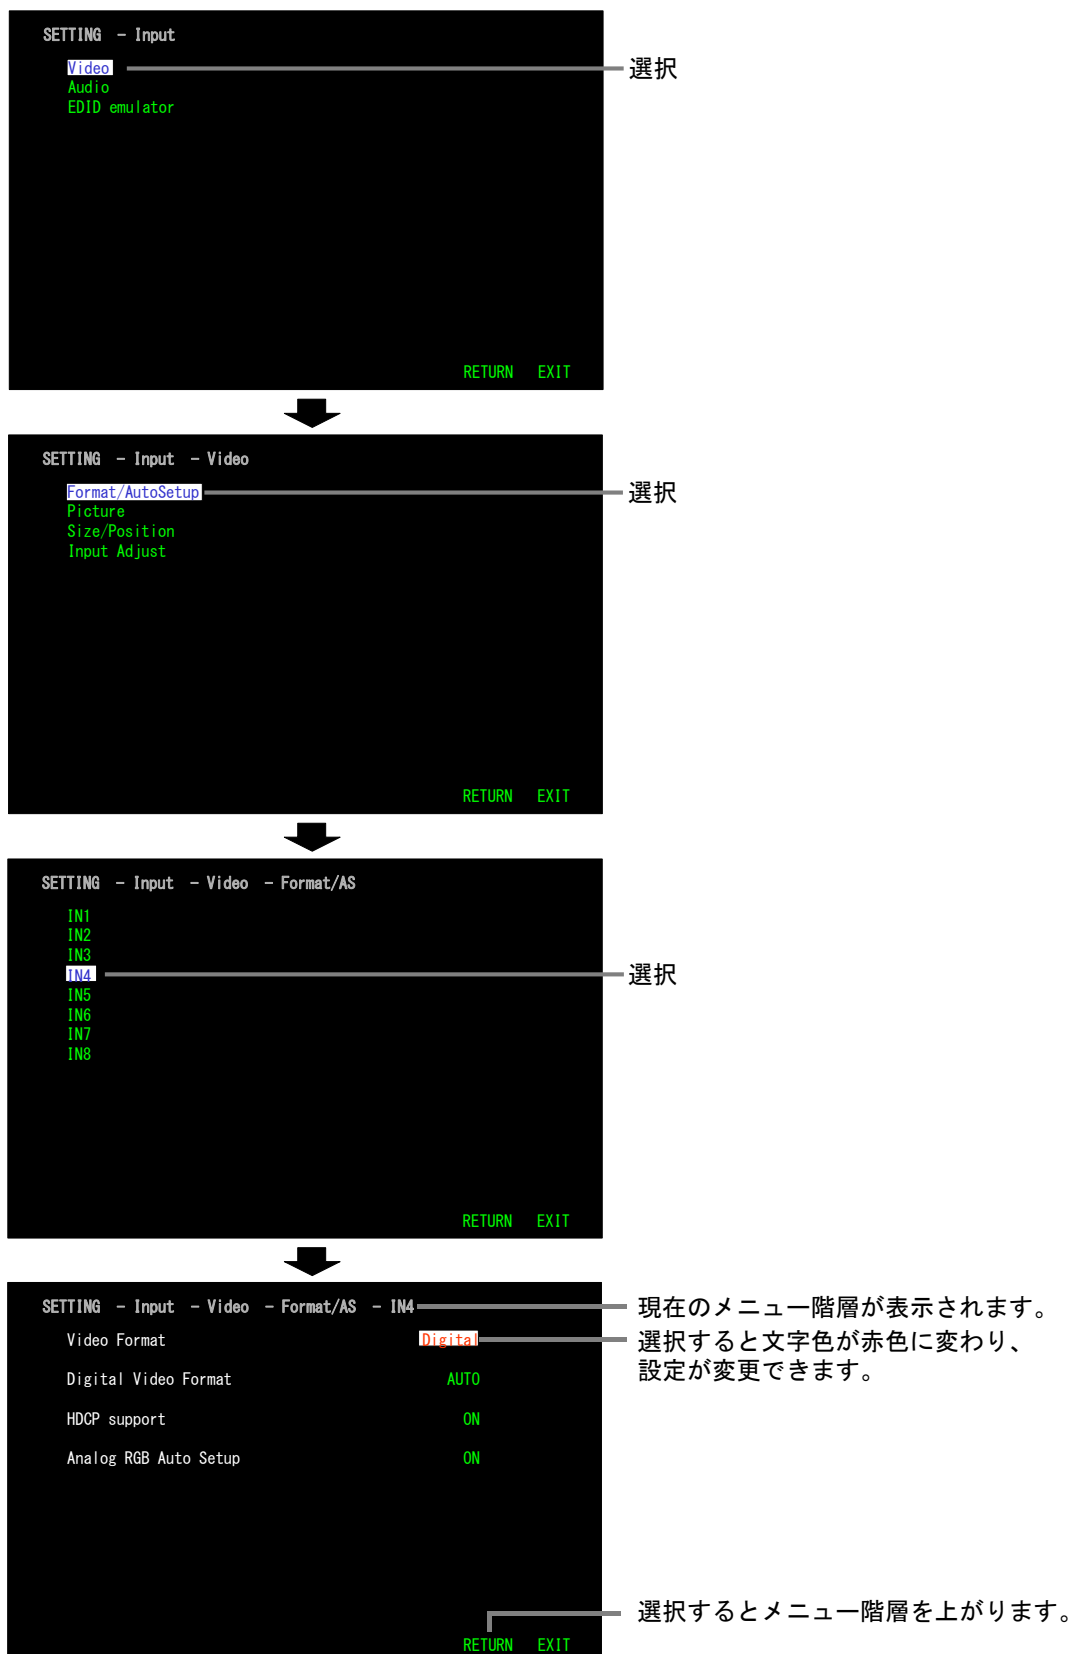 SETTING - Input
Video
選択
Audio
EDID emulator
RETURN EXIT
SETTING - Input - Video
Format/AutoSetup
選択
Picture
Size/Position
Input Adjust
RETURN EXIT
SETTING - Input - Video - Format/AS
IN1
IN2
IN3
IN4
選択
IN5
IN6
IN7
IN8
RETURN EXIT
SETTING - Input - Video - Format/AS - IN4
現在のメニュー階層が表示されます。
Video Format Digital
選択すると文字色が赤色に変わり、
設定が変更できます。
Digital Video Format AUTO
HDCP support ON
Analog RGB Auto Setup ON
選択するとメニュー階層を上がります。
RETURN EXIT